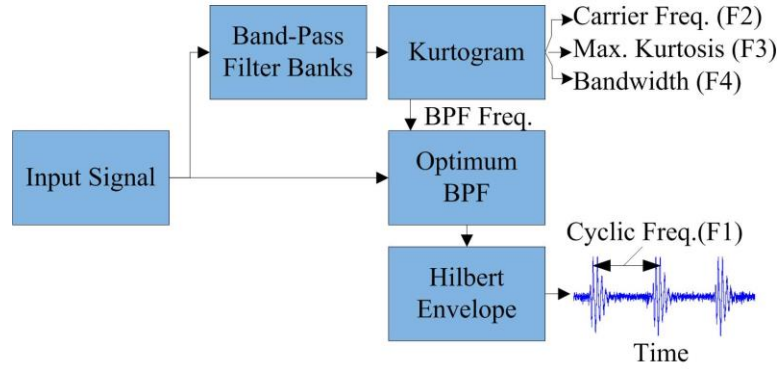 Band-Pass
Filter Banks
Kurtogram
Carrier Freq. (F2)
Max. Kurtosis (F3)
Bandwidth (F4)
BPF Freq.
Input Signal
Optimum
BPF
Hilbert
Envelope
Cyclic Freq.(F1)
Time